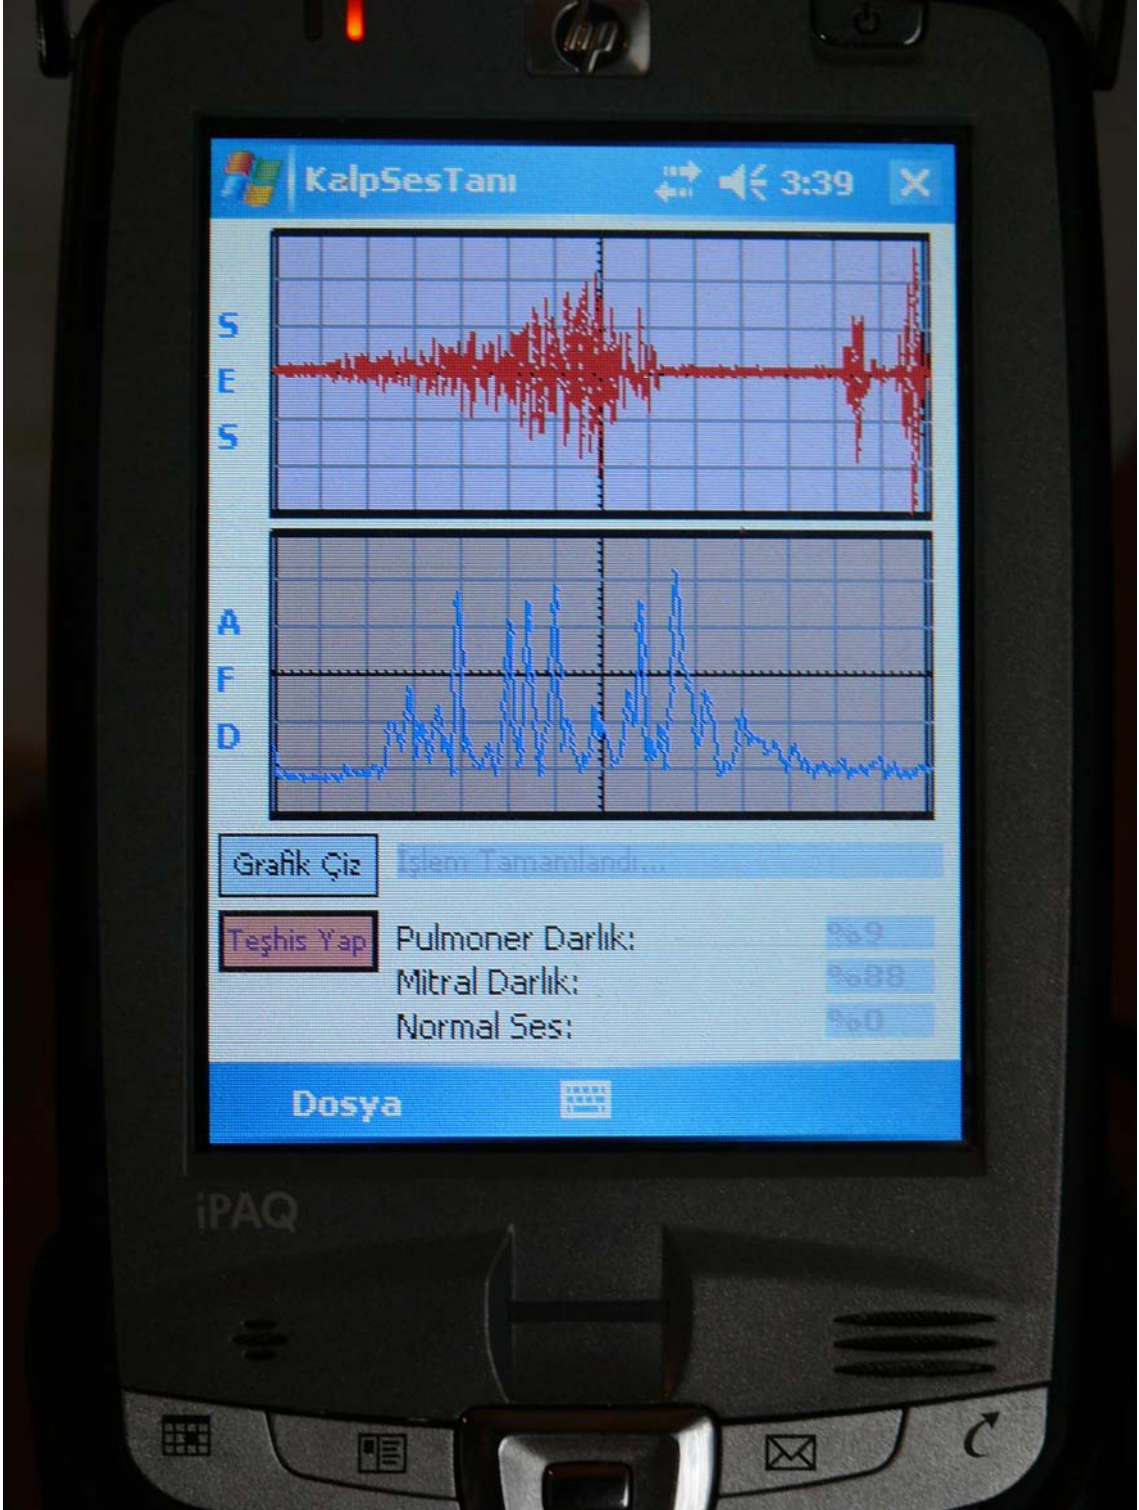 hp
KalpSesTanı 3:39
S
E
S
A
F
D
Grafik Çiz İşlem Tamamlandı...
Teşhis Yap Pulmoner Darlık: %9
Mitral Darlık: %88
Normal Ses: %0
Dosya
iPAQ